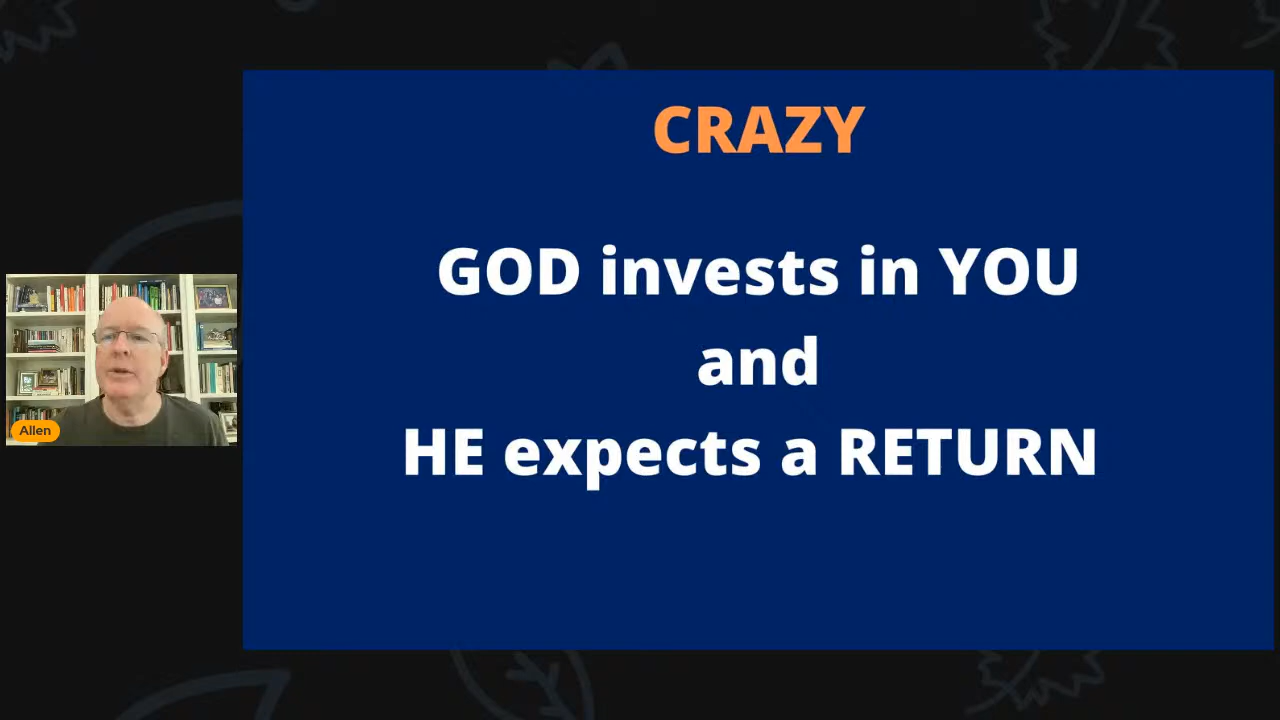 CRAZY
GOD invests in YOU
and
HE expects a RETURN
Allen